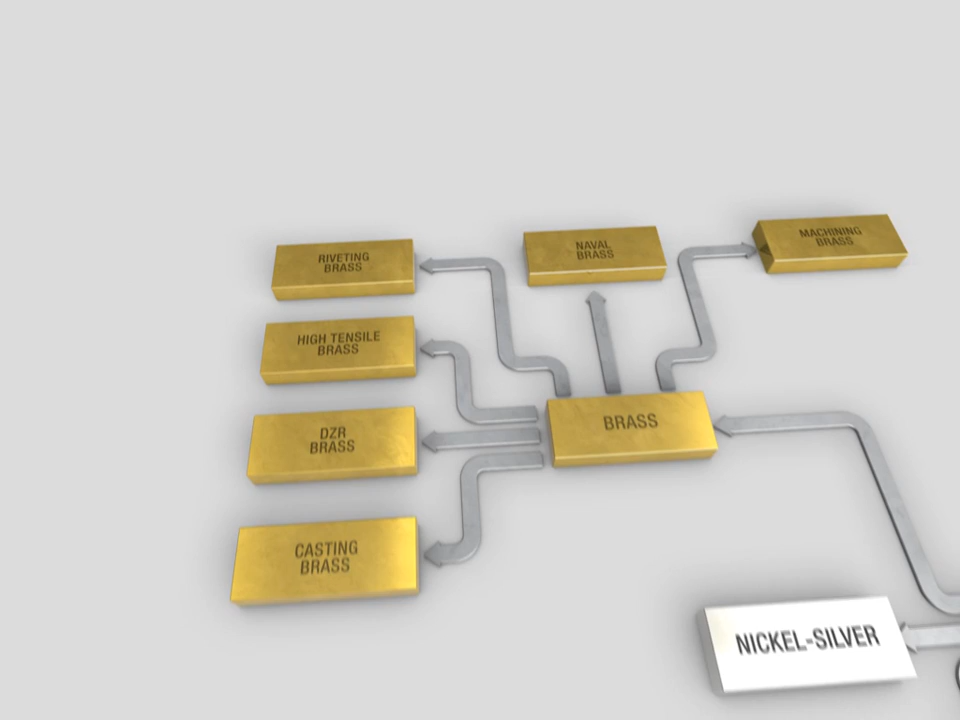 MACHINING
BRASS
NAVAL
BRASS
RIVETING
BRASS
HIGH TENSILE
BRASS
DZR
BRASS
BRASS
CASTING
BRASS
NICKEL-SILVER